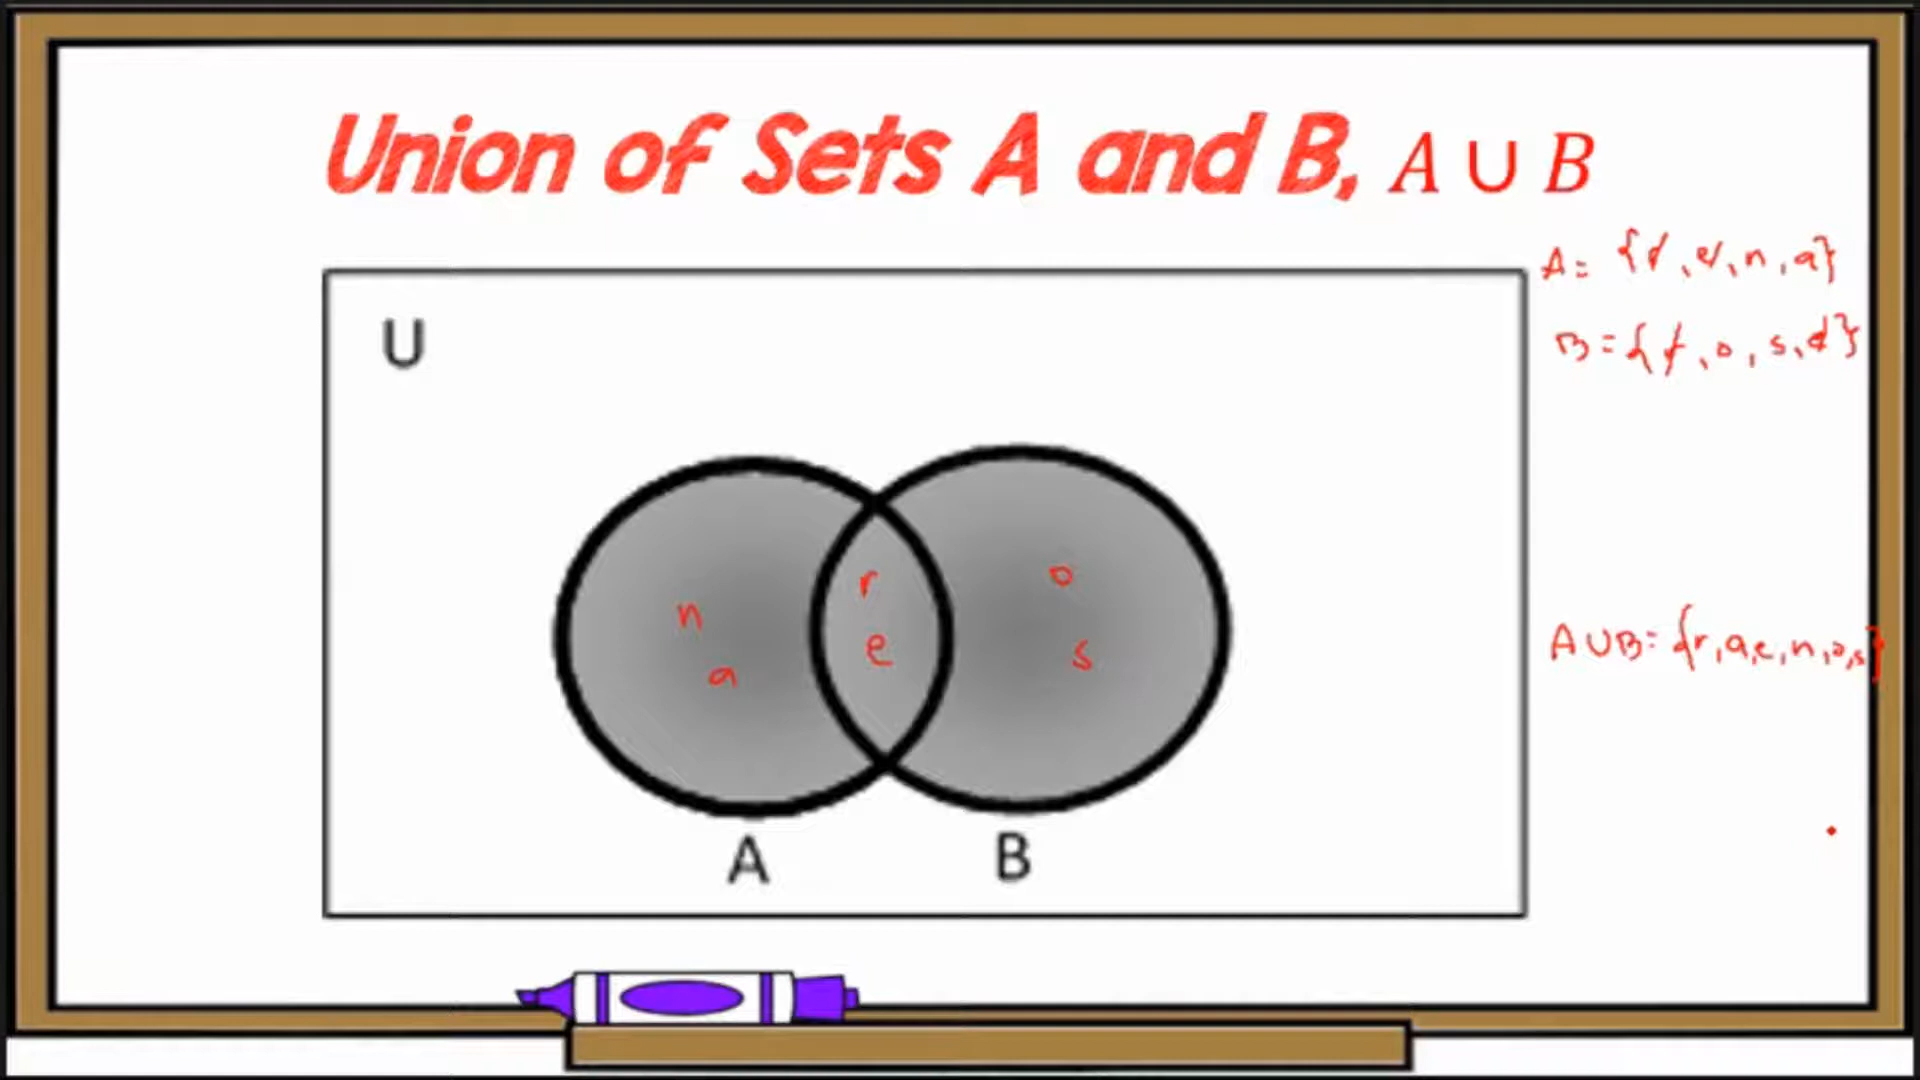 Union of Sets A and B, A ∪ B
A = {r, e, n, a}
B = {r, o, s, e}
U
r
o
n
e
s
a
A∪B = {r, a, e, n, o, s}
A
B